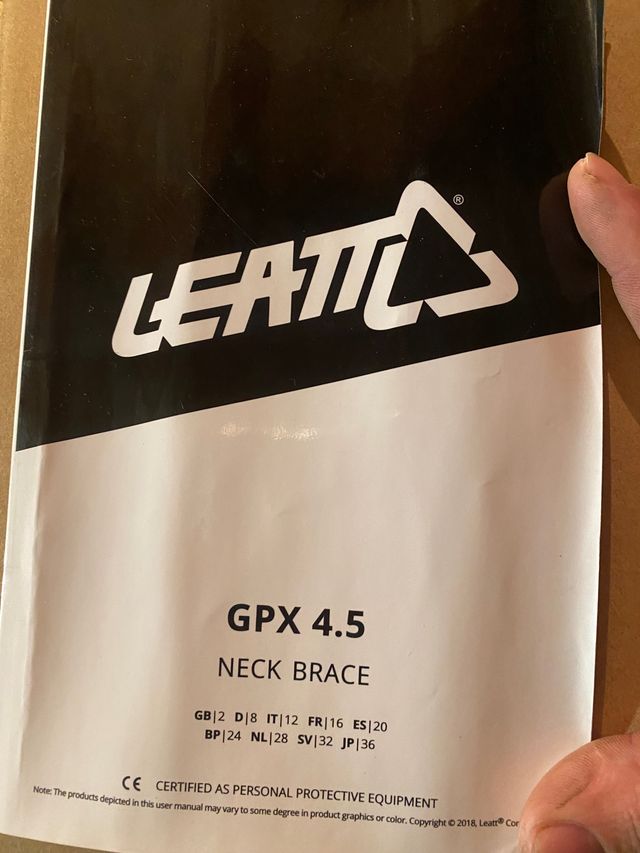 LEATT®
GPX 4.5
NECK BRACE
GB|2 D|8 IT|12 FR|16 ES|20
BP|24 NL|28 SV|32 JP|36
CE CERTIFIED AS PERSONAL PROTECTIVE EQUIPMENT
Note: The products depicted in this user manual may vary to some degree in product graphics or color. Copyright © 2018, Leatt®